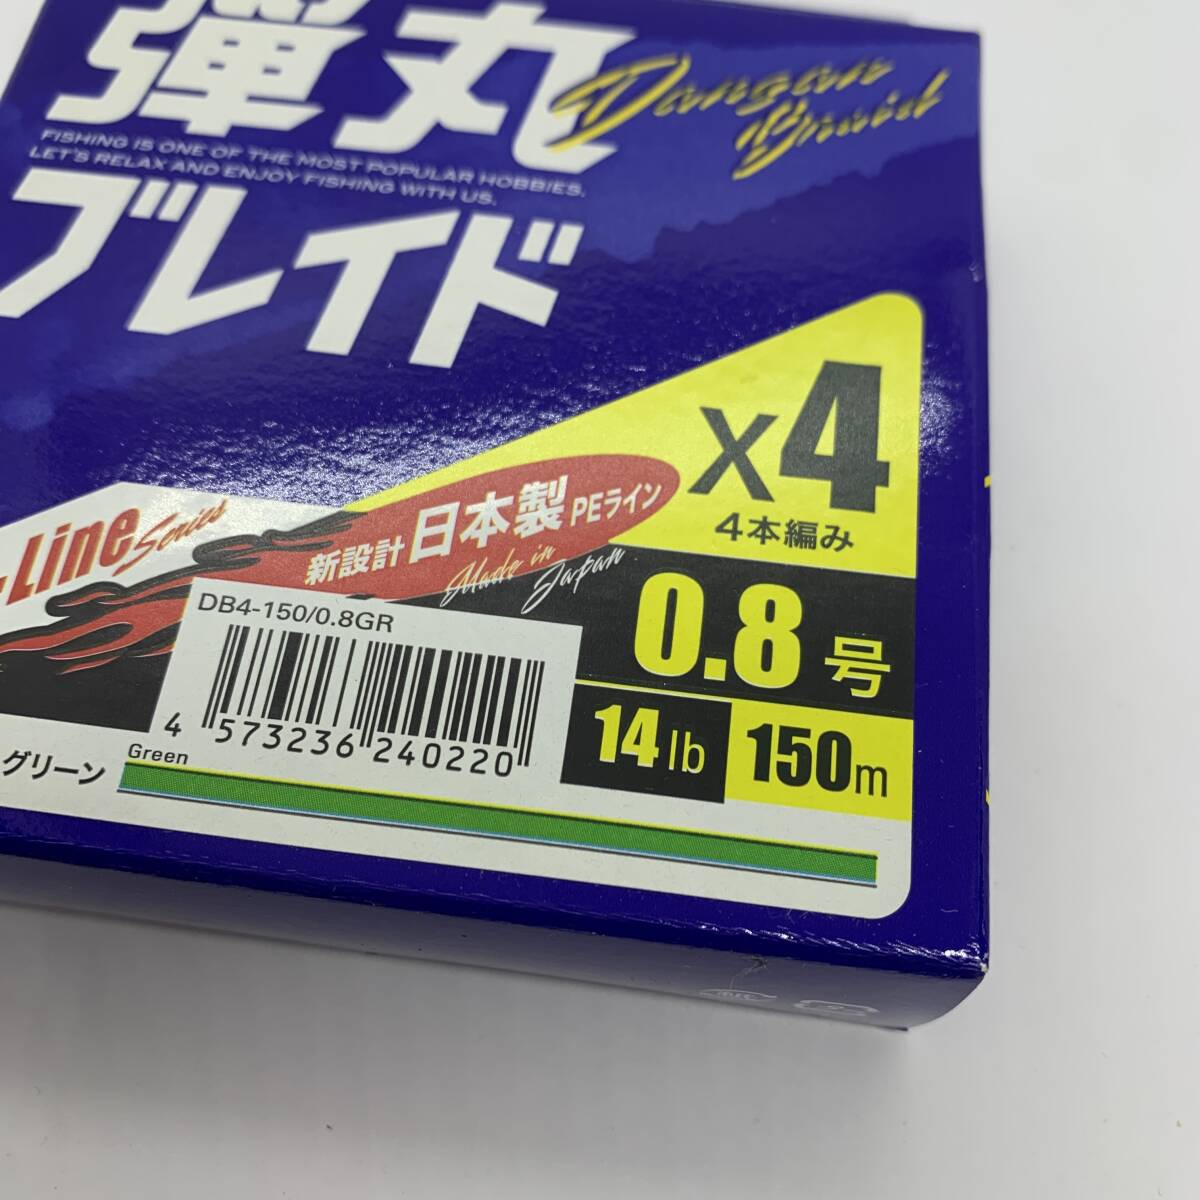 弾丸
Dangan Braid
FISHING IS ONE OF THE MOST POPULAR HOBBIES.
LET'S RELAX AND ENJOY FISHING WITH US.
ブレイド
X4
4本編み
-Line Series
新設計 日本製 PEライン
Made in Japan
0.8号
14lb
150m
DB4-150/0.8GR
4 573236 240220
グリーン
Green